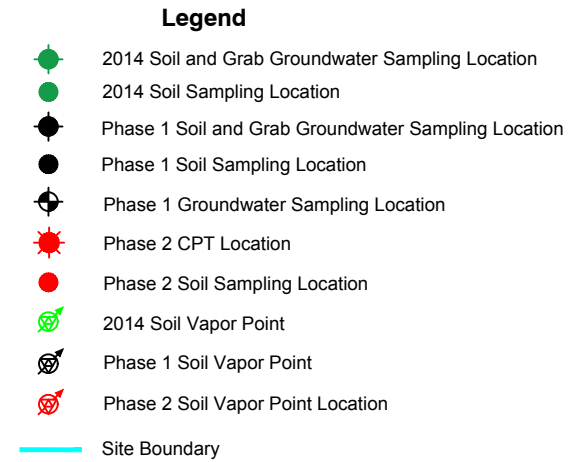 Legend
2014 Soil and Grab Groundwater Sampling Location
2014 Soil Sampling Location
Phase 1 Soil and Grab Groundwater Sampling Location
Phase 1 Soil Sampling Location
Phase 1 Groundwater Sampling Location
Phase 2 CPT Location
Phase 2 Soil Sampling Location
2014 Soil Vapor Point
Phase 1 Soil Vapor Point
Phase 2 Soil Vapor Point Location
Site Boundary